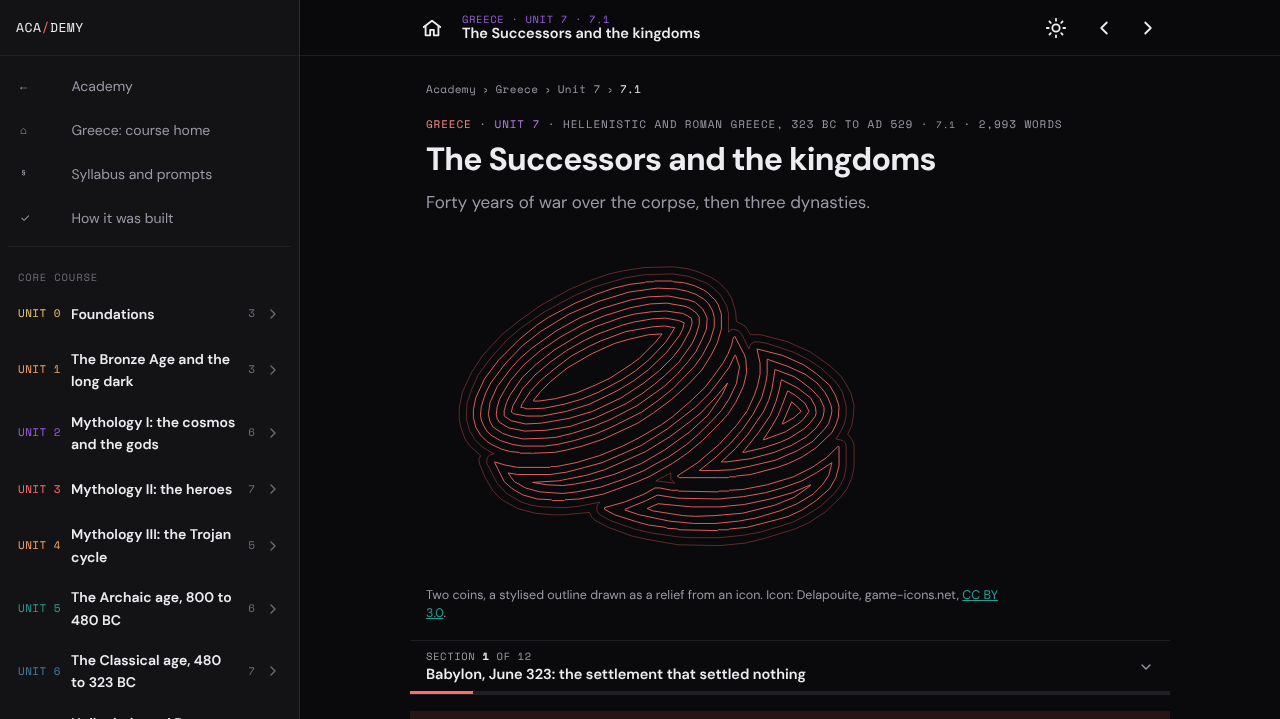 ACA/DEMY
← Academy
⌂ Greece: course home
§ Syllabus and prompts
✓ How it was built
CORE COURSE
UNIT 0 Foundations 3
UNIT 1 The Bronze Age and the
long dark 3
UNIT 2 Mythology I: the cosmos
and the gods 6
UNIT 3 Mythology II: the heroes 7
UNIT 4 Mythology III: the Trojan
cycle 5
UNIT 5 The Archaic age, 800 to
480 BC 6
UNIT 6 The Classical age, 480
to 323 BC 7
GREECE · UNIT 7 · 7.1
The Successors and the kingdoms
Academy › Greece › Unit 7 › 7.1
GREECE · UNIT 7 · HELLENISTIC AND ROMAN GREECE, 323 BC TO AD 529 · 7.1 · 2,993 WORDS
The Successors and the kingdoms
Forty years of war over the corpse, then three dynasties.
Two coins, a stylised outline drawn as a relief from an icon. Icon: Delapouite, game-icons.net, CC BY
3.0.
SECTION 1 OF 12
Babylon, June 323: the settlement that settled nothing